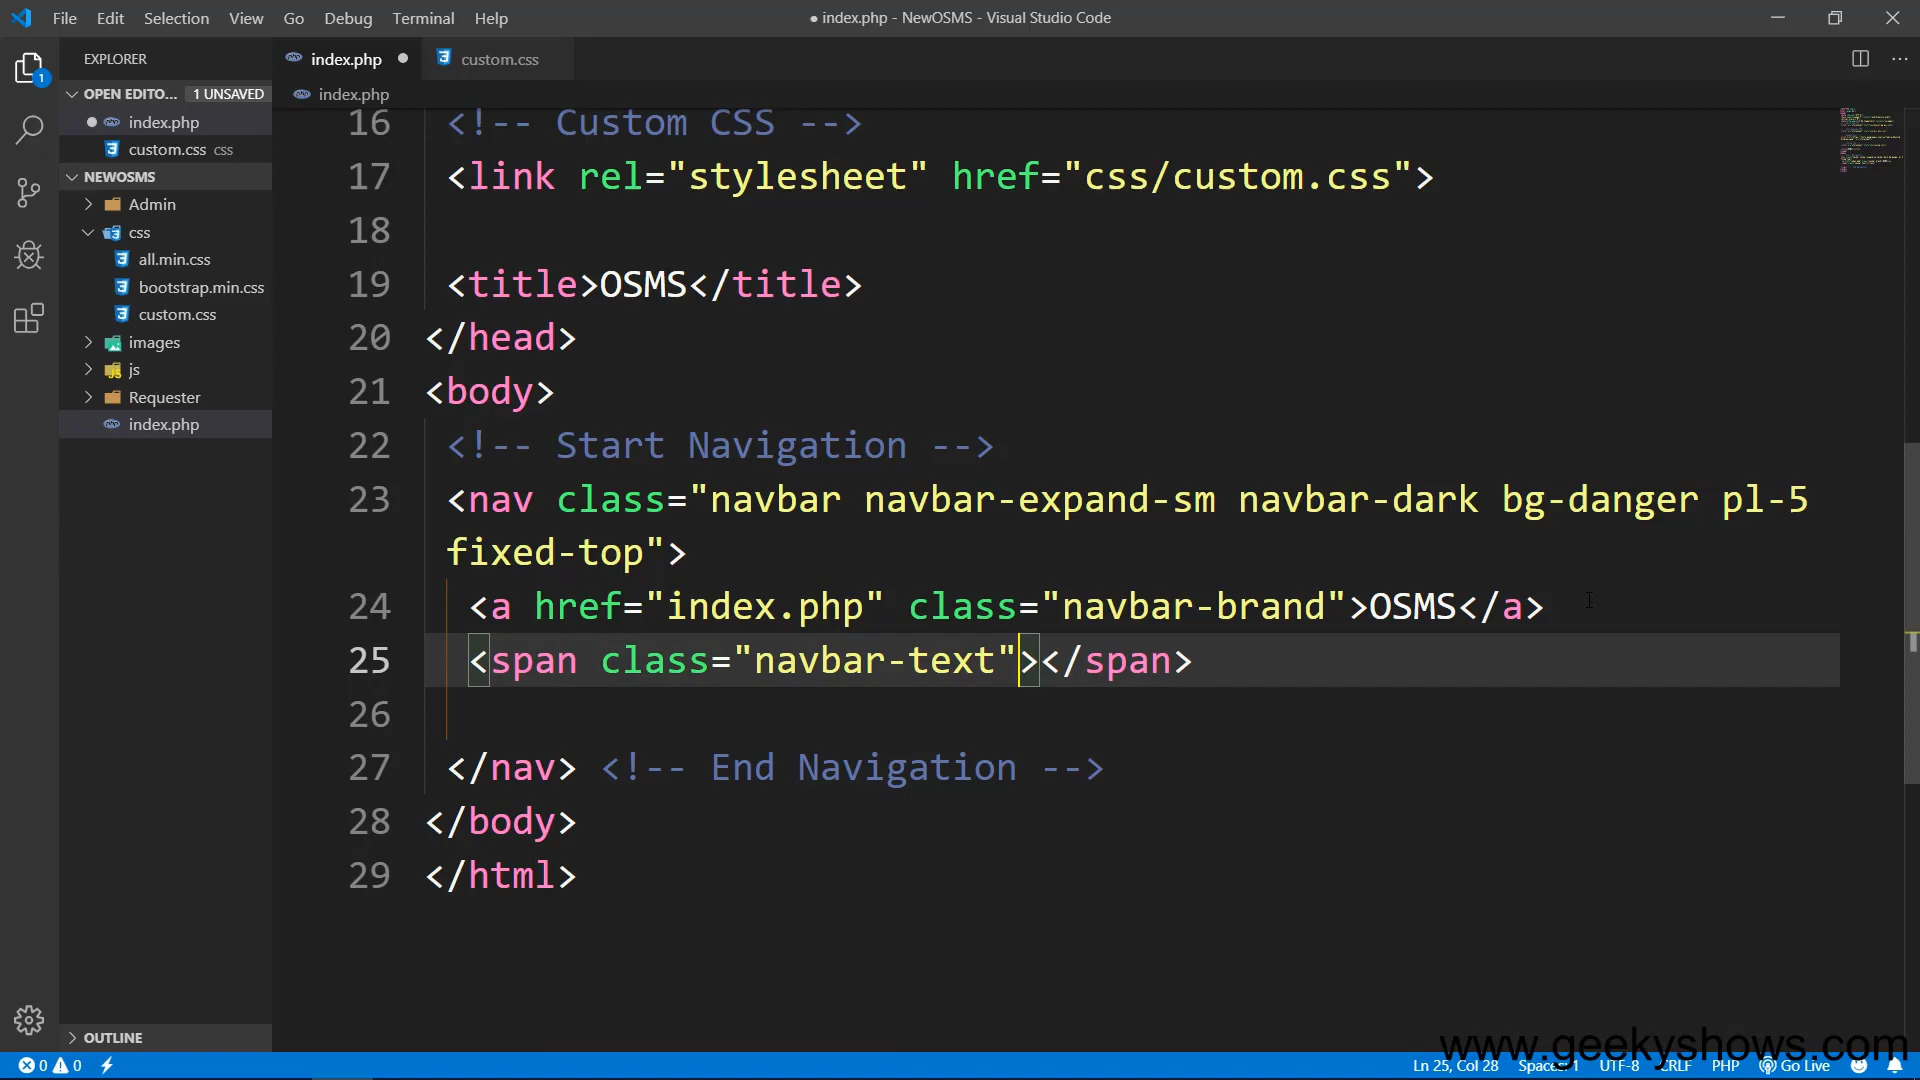 File Edit Selection View Go Debug Terminal Help
● index.php - NewOSMS - Visual Studio Code
EXPLORER
OPEN EDITO... 1 UNSAVED
index.php
custom.css css
NEWOSMS
Admin
css
all.min.css
bootstrap.min.css
custom.css
images
js
Requester
index.php
OUTLINE
1
index.php
custom.css
index.php
16 <!-- Custom CSS -->
17 <link rel="stylesheet" href="css/custom.css">
18
19 <title>OSMS</title>
20 </head>
21 <body>
22 <!-- Start Navigation -->
23 <nav class="navbar navbar-expand-sm navbar-dark bg-danger pl-5
fixed-top">
24 <a href="index.php" class="navbar-brand">OSMS</a>
25 <span class="navbar-text"></span>
26
27 </nav> <!-- End Navigation -->
28 </body>
29 </html>
www.geekyshows.com
0 0 Ln 25, Col 28 Spaces: 1 UTF-8 CRLF PHP Go Live